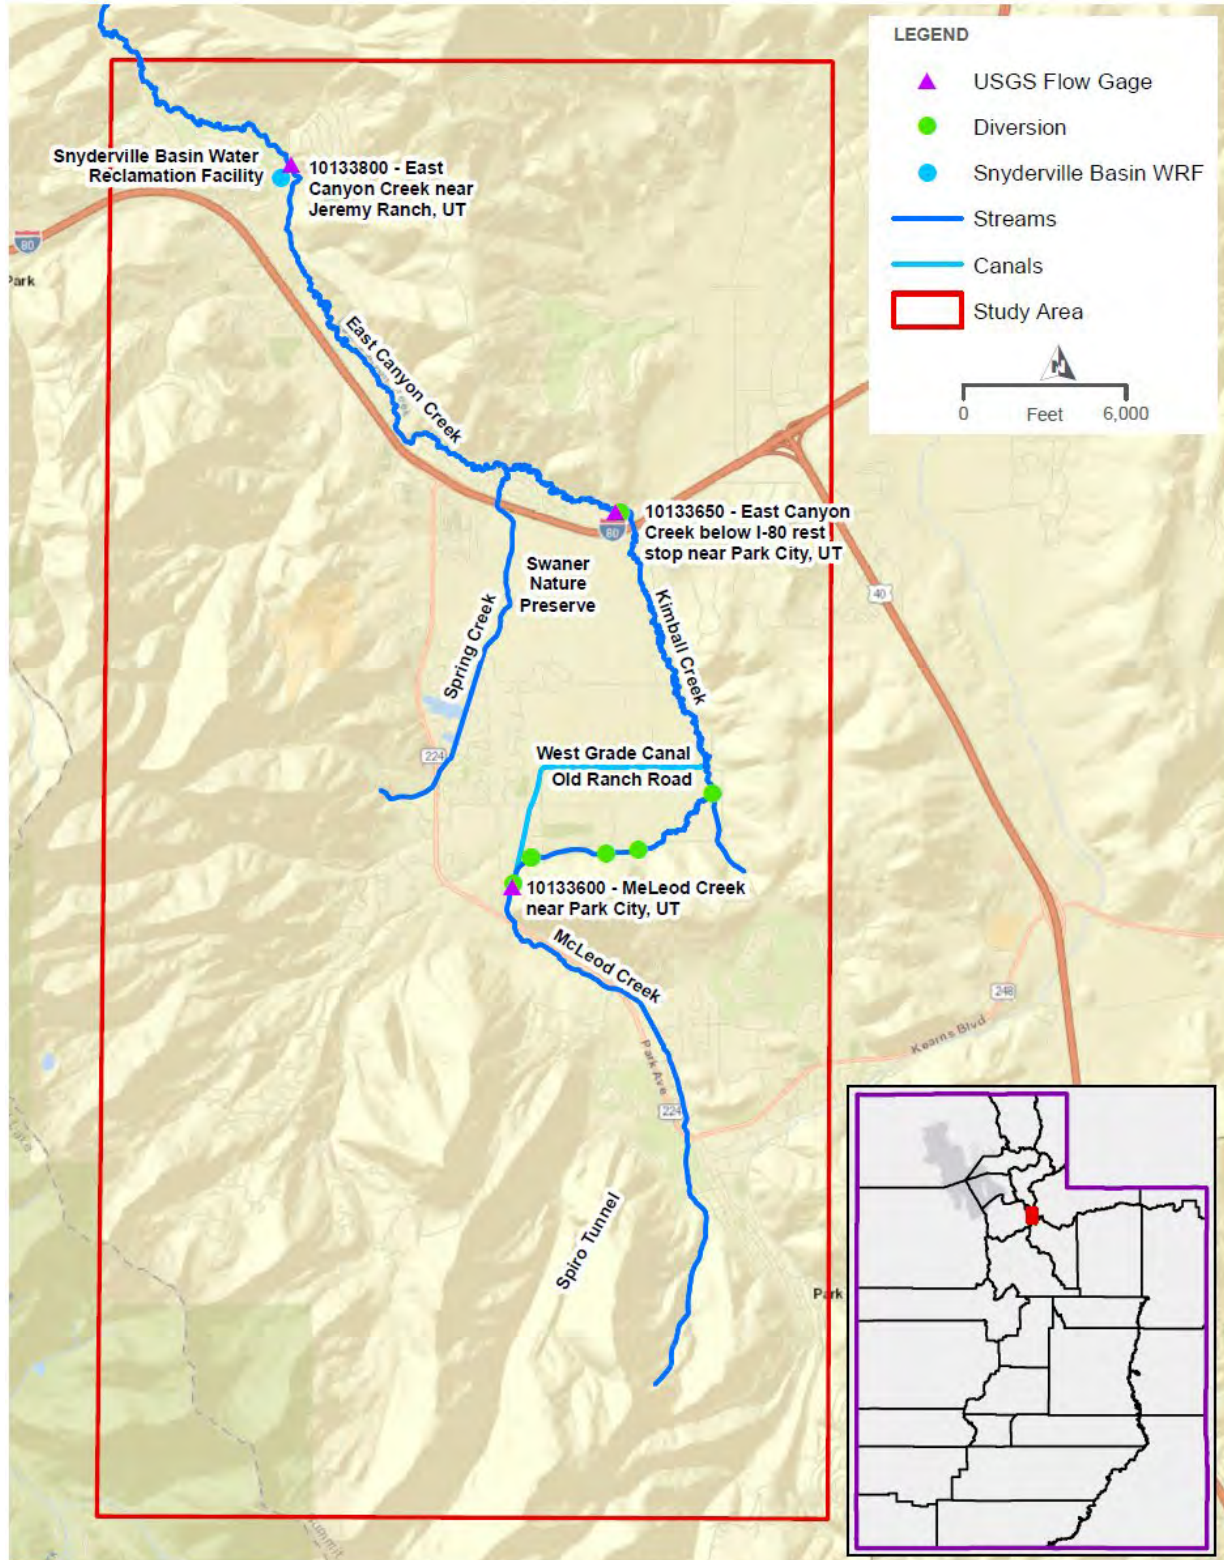 LEGEND
USGS Flow Gage
Diversion
Snyderville Basin WRF
Streams
Canals
Study Area
N
0 Feet 6,000
Snyderville Basin Water
Reclamation Facility
10133800 - East
Canyon Creek near
Jeremy Ranch, UT
80
Park
East Canyon Creek
10133650 - East Canyon
Creek below I-80 rest
stop near Park City, UT
80
40
Swaner
Nature
Preserve
Spring Creek
Kimball Creek
224
West Grade Canal
Old Ranch Road
10133600 - MeLeod Creek
near Park City, UT
McLeod Creek
248
Kearns Blvd
Park Ave
224
Spiro Tunnel
Park
Lake
Summit